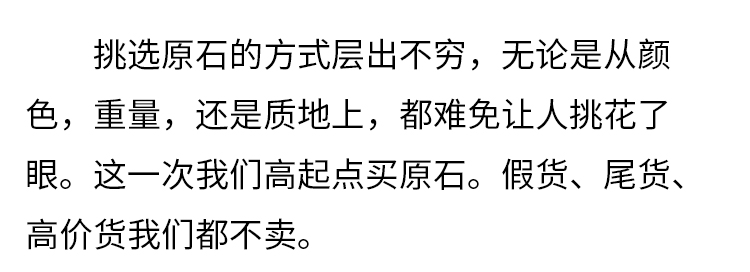 挑选原石的方式层出不穷，无论是从颜
色，重量，还是质地上，都难免让人挑花了
眼。这一次我们高起点买原石。假货、尾货、
高价货我们都不卖。